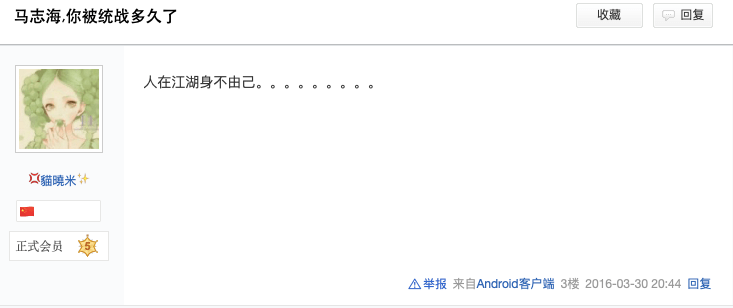 马志海,你被统战多久了
收藏
回复
人在江湖身不由己。。。。。。。。。
貓曉米
正式会员
5
举报 来自Android客户端 3楼 2016-03-30 20:44 回复